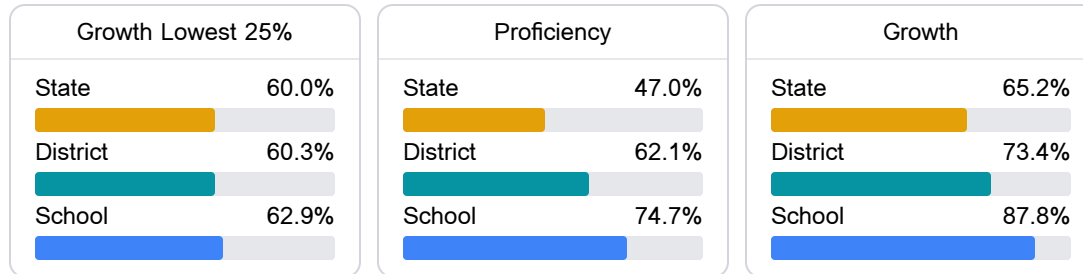 Growth Lowest 25%
State 60.0%
District 60.3%
School 62.9%
Proficiency
State 47.0%
District 62.1%
School 74.7%
Growth
State 65.2%
District 73.4%
School 87.8%